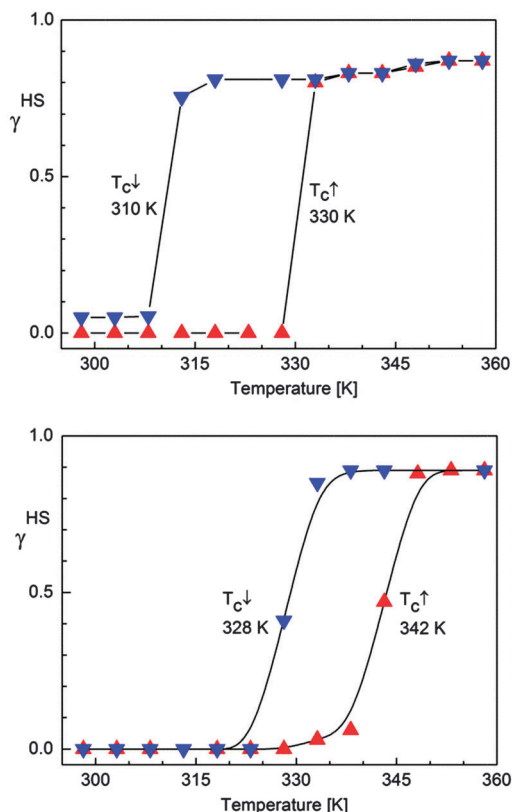 1.0
γ HS
0.5
T_C↓
310 K
T_C↑
330 K
0.0
300 315 330 345 360
Temperature [K]
1.0
γ HS
0.5
T_C↓
328 K
T_C↑
342 K
0.0
300 315 330 345 360
Temperature [K]